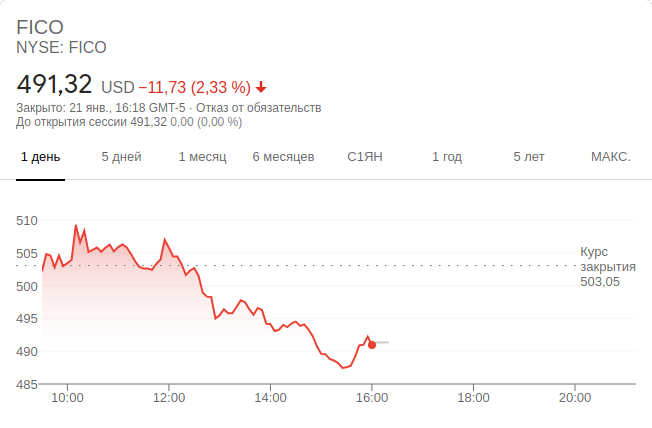 FICO
NYSE: FICO
491,32 USD −11,73 (2,33 %)
Закрыто: 21 янв., 16:18 GMT-5 · Отказ от обязательств
До открытия сессии 491,32 0,00 (0,00 %)
1 день 5 дней 1 месяц 6 месяцев С1ЯН 1 год 5 лет МАКС.
510
505
500
495
490
485
Курс
закрытия
503,05
10:00 12:00 14:00 16:00 18:00 20:00